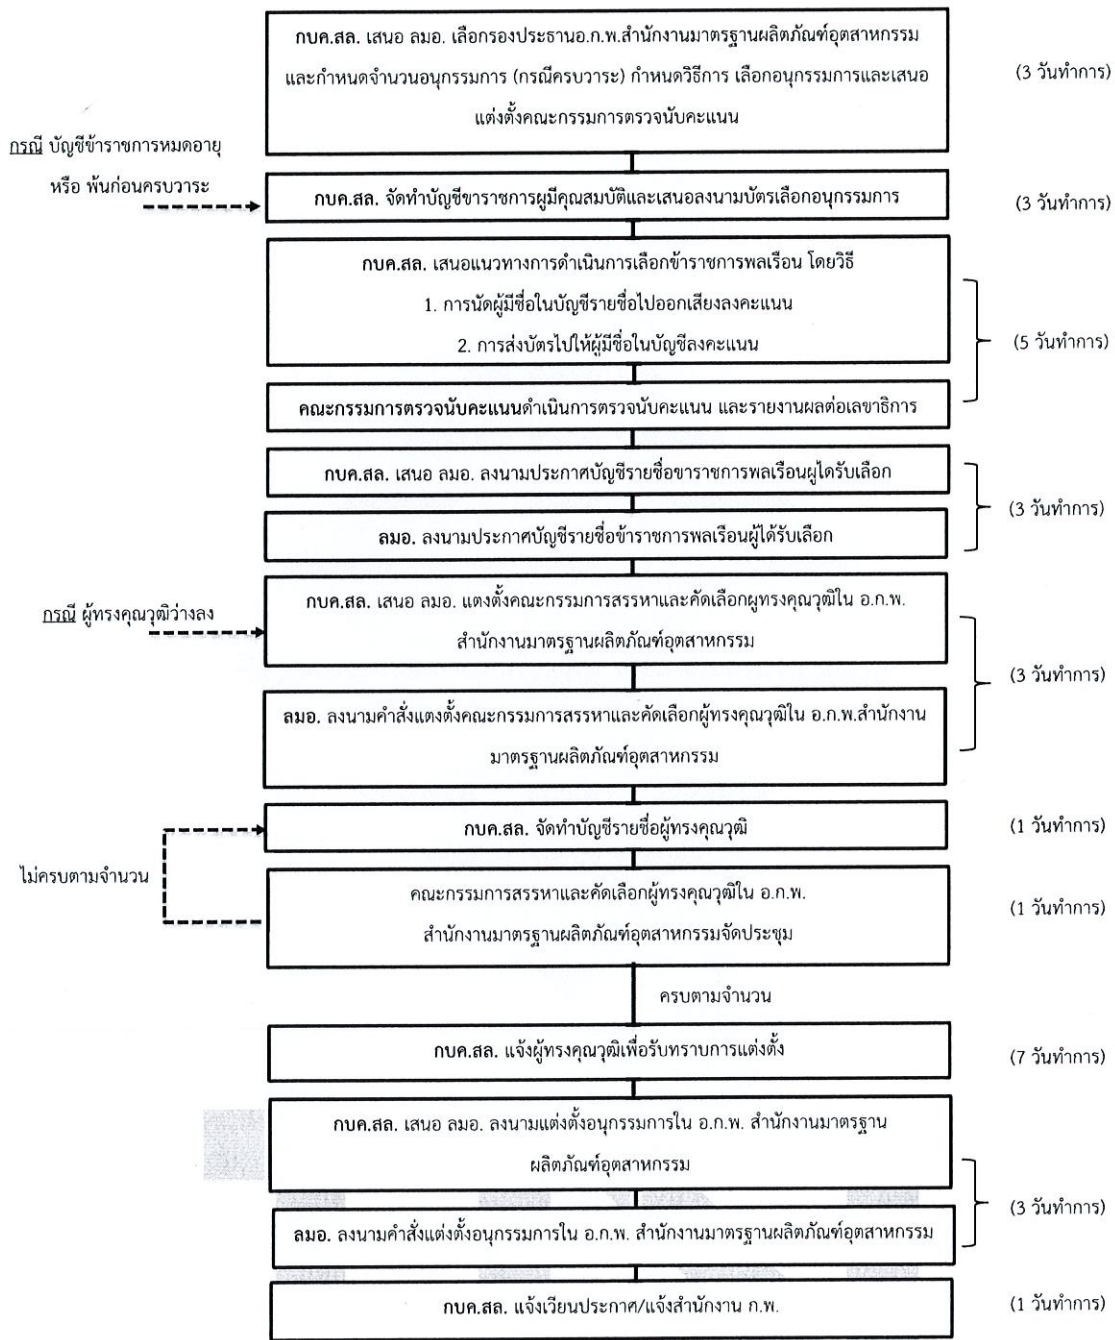 กบค.สล. เสนอ ลมอ. เลือกรองประธานอ.ก.พ.สำนักงานมาตรฐานผลิตภัณฑ์อุตสาหกรรม
และกำหนดจำนวนอนุกรรมการ (กรณีครบวาระ) กำหนดวิธีการ เลือกอนุกรรมการและเสนอ
แต่งตั้งคณะกรรมการตรวจนับคะแนน
(3 วันทำการ)
กรณี บัญชีข้าราชการหมดอายุ
หรือ พ้นก่อนครบวาระ
กบค.สล. จัดทำบัญชีขาราชการผูมีคุณสมบัติและเสนอลงนามบัตรเลือกอนุกรรมการ
(3 วันทำการ)
กบค.สล. เสนอแนวทางการดำเนินการเลือกข้าราชการพลเรือน โดยวิธี
1. การนัดผู้มีชื่อในบัญชีรายชื่อไปออกเสียงลงคะแนน
2. การส่งบัตรไปให้ผู้มีชื่อในบัญชีลงคะแนน
(5 วันทำการ)
คณะกรรมการตรวจนับคะแนนดำเนินการตรวจนับคะแนน และรายงานผลต่อเลขาธิการ
กบค.สล. เสนอ ลมอ. ลงนามประกาศบัญชีรายชื่อขาราชการพลเรือนผูไดรับเลือก
(3 วันทำการ)
ลมอ. ลงนามประกาศบัญชีรายชื่อข้าราชการพลเรือนผู้ได้รับเลือก
กรณี ผู้ทรงคุณวุฒิว่างลง
กบค.สล. เสนอ ลมอ. แตงตั้งคณะกรรมการสรรหาและคัดเลือกผูทรงคุณวุฒิใน อ.ก.พ.
สำนักงานมาตรฐานผลิตภัณฑ์อุตสาหกรรม
(3 วันทำการ)
ลมอ. ลงนามคำสั่งแตงตั้งคณะกรรมการสรรหาและคัดเลือกผู้ทรงคุณวุฒิใน อ.ก.พ.สำนักงาน
มาตรฐานผลิตภัณฑ์อุตสาหกรรม
กบค.สล. จัดทำบัญชีรายชื่อผู้ทรงคุณวุฒิ
(1 วันทำการ)
ไม่ครบตามจำนวน
คณะกรรมการสรรหาและคัดเลือกผู้ทรงคุณวุฒิใน อ.ก.พ.
สำนักงานมาตรฐานผลิตภัณฑ์อุตสาหกรรมจัดประชุม
(1 วันทำการ)
ครบตามจำนวน
กบค.สล. แจ้งผู้ทรงคุณวุฒิเพื่อรับทราบการแต่งตั้ง
(7 วันทำการ)
กบค.สล. เสนอ ลมอ. ลงนามแต่งตั้งอนุกรรมการใน อ.ก.พ. สำนักงานมาตรฐาน
ผลิตภัณฑ์อุตสาหกรรม
(3 วันทำการ)
ลมอ. ลงนามคำสั่งแต่งตั้งอนุกรรมการใน อ.ก.พ. สำนักงานมาตรฐานผลิตภัณฑ์อุตสาหกรรม
กบค.สล. แจ้งเวียนประกาศ/แจ้งสำนักงาน ก.พ.
(1 วันทำการ)